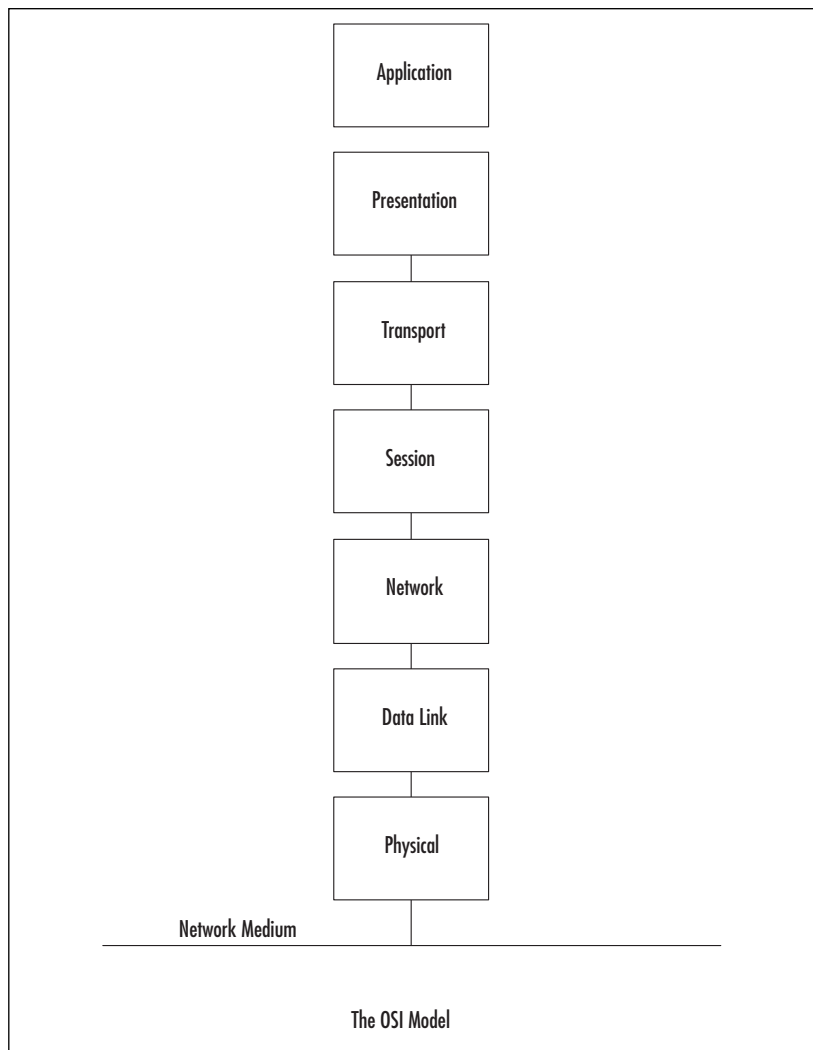 Application
Presentation
Transport
Session
Network
Data Link
Physical
Network Medium
The OSI Model